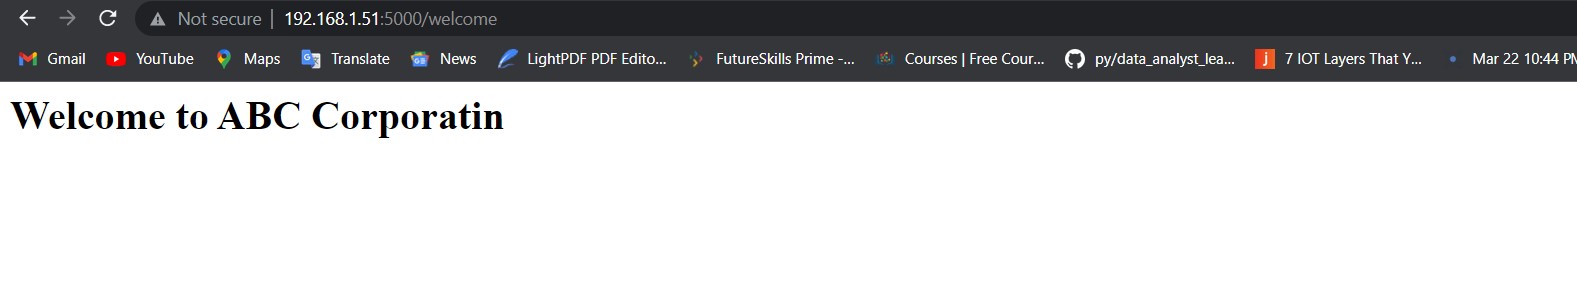 Not secure 192.168.1.51:5000/welcome
Gmail YouTube Maps Translate News LightPDF PDF Edito... FutureSkills Prime -... Courses | Free Cour... py/data_analyst_lea... 7 IOT Layers That Y... Mar 22 10:44 PM
Welcome to ABC Corporatin